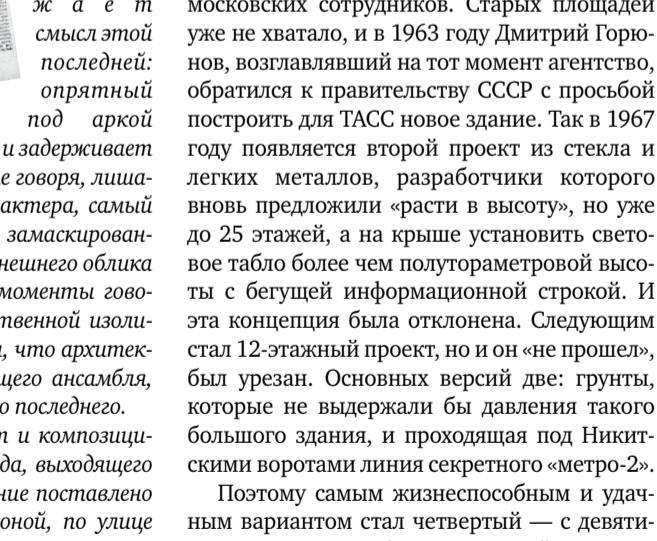 ж а е т
смысл этой
последней:
опрятный
под аркой
и задерживает
е говоря, лиша-
актера, самый
замаскирован-
нешнего облика
моменты гово-
твенной изоли-
, что архитек-
щего ансамбля,
о последнего.
т и композици-
да, выходящего
ние поставлено
оной, по улице
московских сотрудников. Старых площадей
уже не хватало, и в 1963 году Дмитрий Горю-
нов, возглавлявший на тот момент агентство,
обратился к правительству СССР с просьбой
построить для ТАСС новое здание. Так в 1967
году появляется второй проект из стекла и
легких металлов, разработчики которого
вновь предложили «расти в высоту», но уже
до 25 этажей, а на крыше установить свето-
вое табло более чем полутораметровой высо-
ты с бегущей информационной строкой. И
эта концепция была отклонена. Следующим
стал 12-этажный проект, но и он «не прошел»,
был урезан. Основных версий две: грунты,
которые не выдержали бы давления такого
большого здания, и проходящая под Никит-
скими воротами линия секретного «метро-2».
Поэтому самым жизнеспособным и удач-
ным вариантом стал четвертый — с девяти-